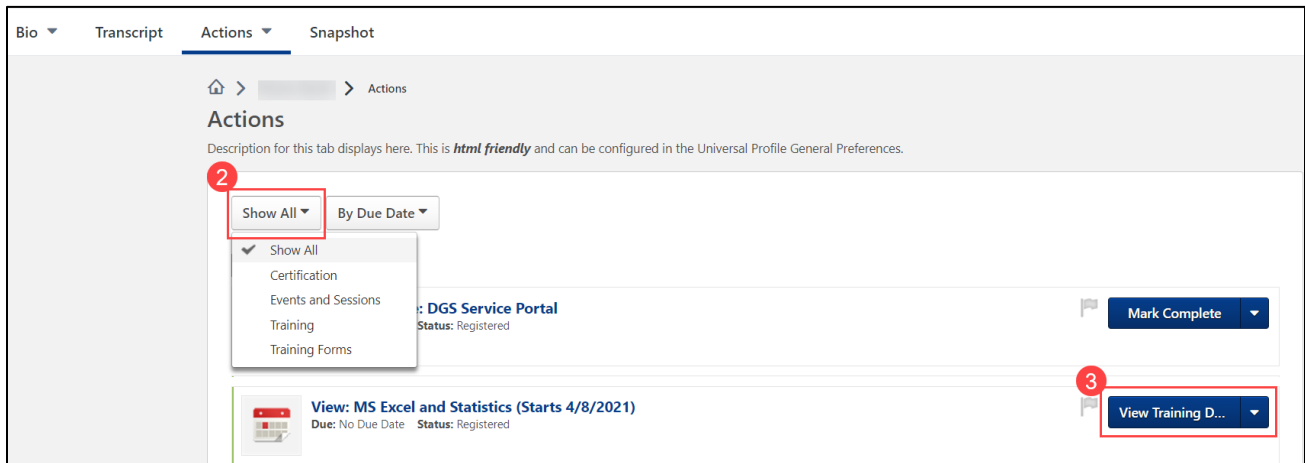 Bio Transcript Actions Snapshot
Actions
Actions
Description for this tab displays here. This is html friendly and can be configured in the Universal Profile General Preferences.
2
Show All By Due Date
Show All
Certification
Events and Sessions
Training
Training Forms
: DGS Service Portal
Status: Registered
Mark Complete
3
View: MS Excel and Statistics (Starts 4/8/2021)
Due: No Due Date Status: Registered
View Training D...